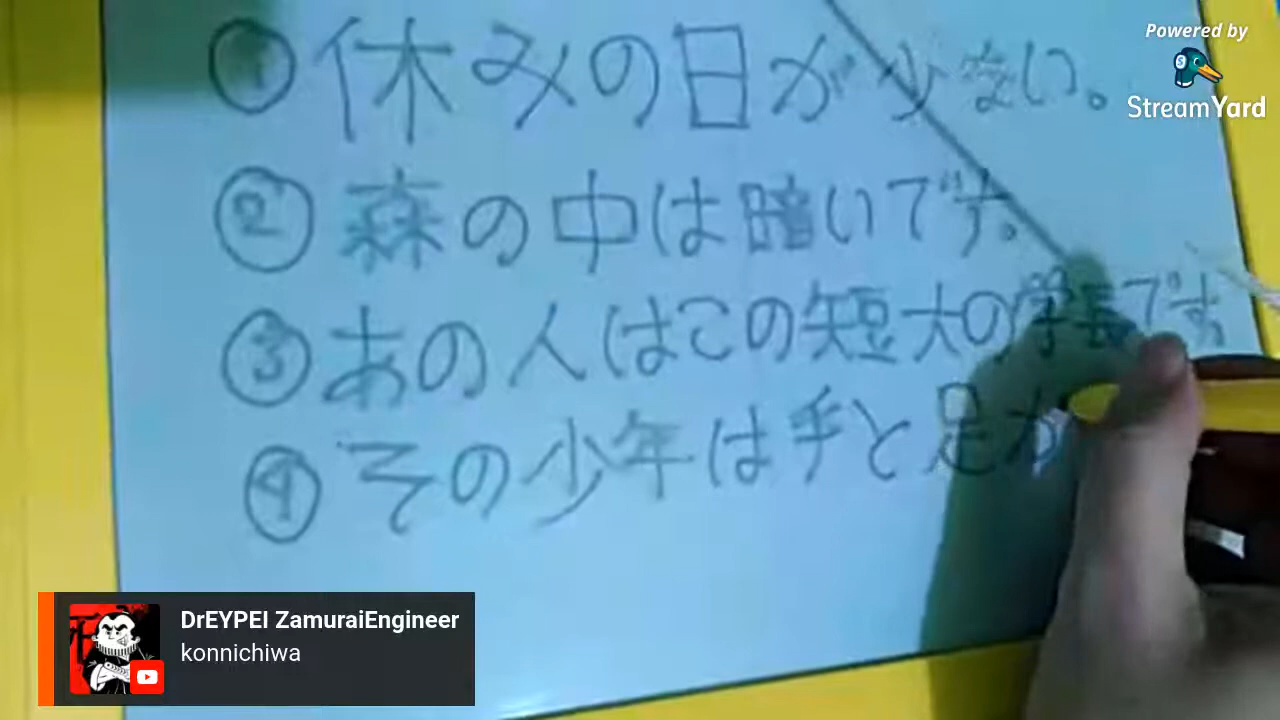 Powered by
StreamYard
① 休みの日が少ない。
② 森の中は暗いです。
③ あの人はこの短大の学長です
④ その少年は手と足が
DrEYPEI ZamuraiEngineer
konnichiwa